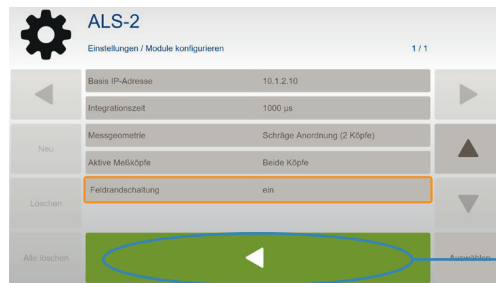 ALS-2
Einstellungen / Module konfigurieren 1 / 1
Basis IP-Adresse 10.1.2.10
Integrationszeit 1000 µs
Messgeometrie Schräge Anordnung (2 Köpfe)
Neu
Aktive Meßköpfe Beide Köpfe
Feldrandschaltung ein
Löschen
Alle löschen Auswählen